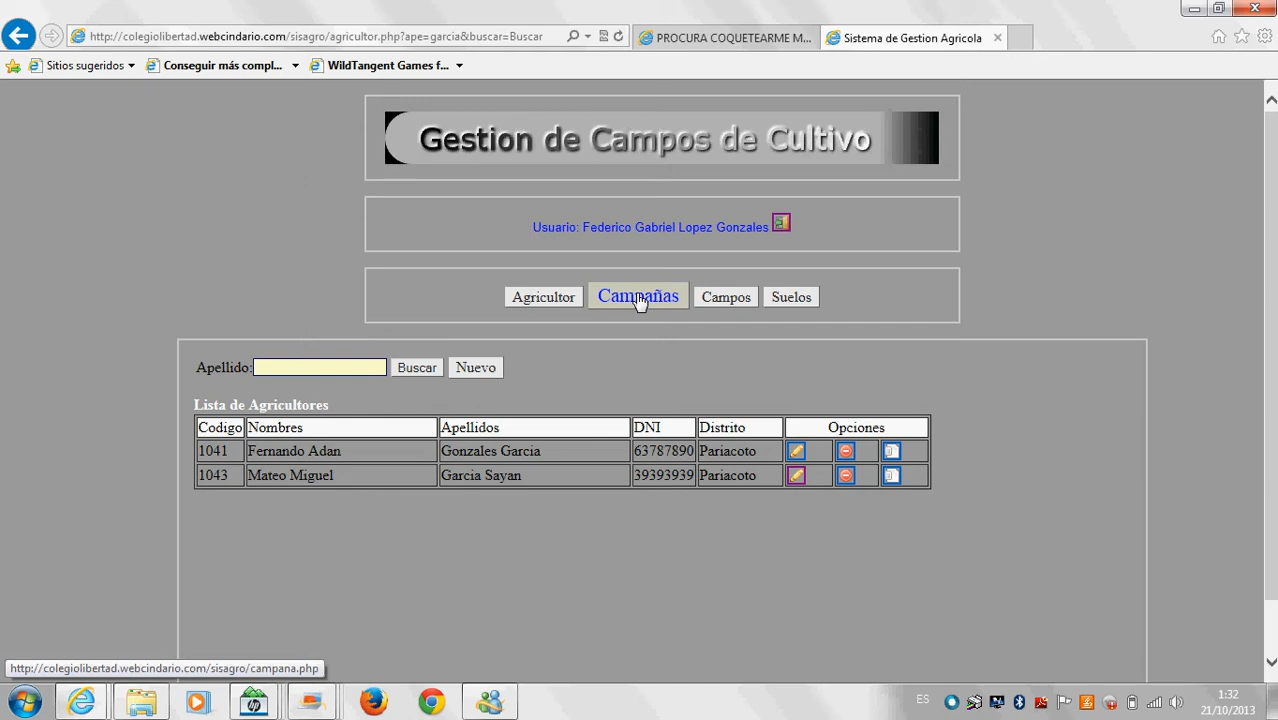 http://colegiolibertad.webcindario.com/sisagro/agricultor.php?ape=garcia&buscar=Buscar
PROCURA COQUETEARME M...
Sistema de Gestion Agricola
Sitios sugeridos
Conseguir más compl...
WildTangent Games f...
Gestion de Campos de Cultivo
Usuario: Federico Gabriel Lopez Gonzales
Agricultor Campañas Campos Suelos
Apellido: Buscar Nuevo
Lista de Agricultores
Codigo Nombres Apellidos DNI Distrito Opciones
1041 Fernando Adan Gonzales Garcia 63787890 Pariacoto
1043 Mateo Miguel Garcia Sayan 39393939 Pariacoto
http://colegiolibertad.webcindario.com/sisagro/campana.php
hp
ES
1:32
21/10/2013